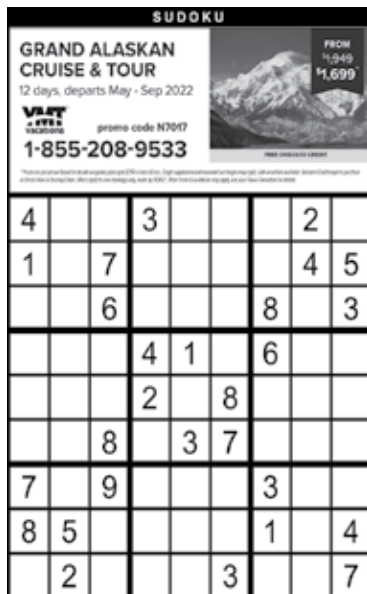 SUDOKU
GRAND ALASKAN
CRUISE & TOUR
12 days, departs May - Sep 2022
FROM
$1,949
$1,699*
YMT
vacations
promo code N7017
1-855-208-9533
FREE ONBOARD CREDIT
4 3 2
1 7 4 5
6 8 3
4 1 6
2 8
8 3 7
7 9 3
8 5 1 4
2 3 7